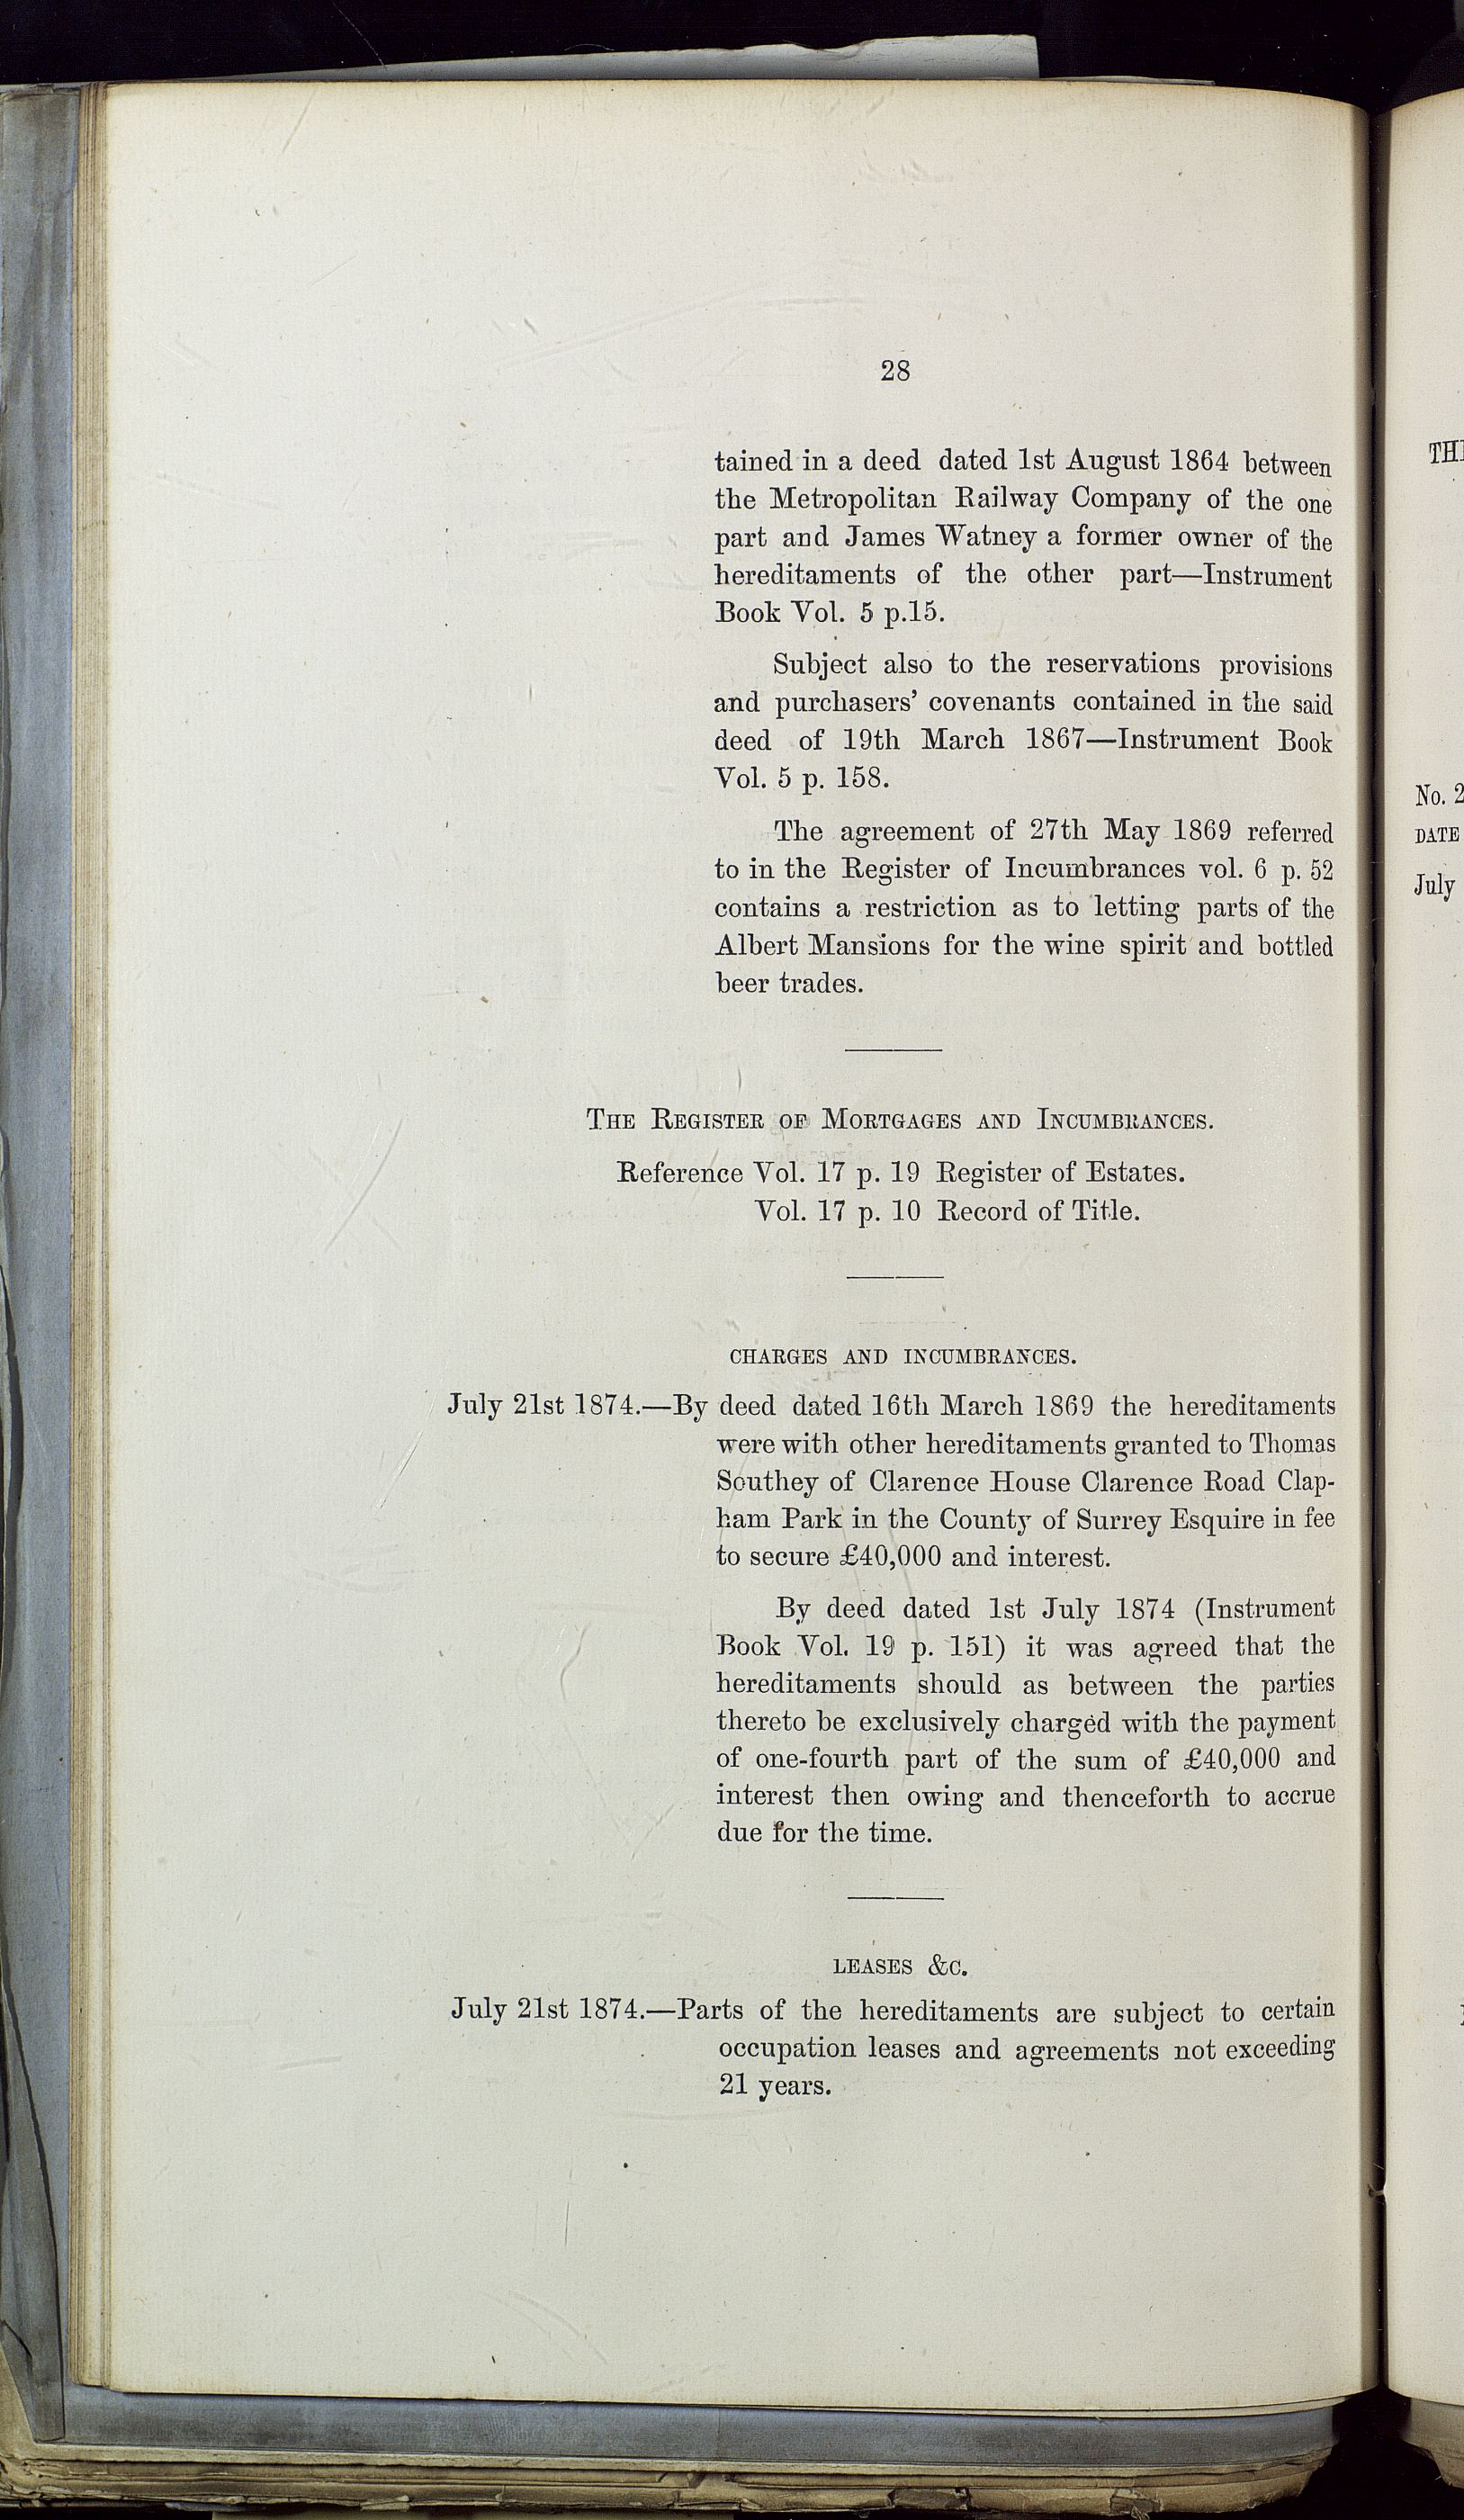 28
tained in a deed dated 1st August 1864 between
the Metropolitan Railway Company of the one
part and James Watney a former owner of the
hereditaments of the other part—Instrument
Book Vol. 5 p.15.
Subject also to the reservations provisions
and purchasers' covenants contained in the said
deed of 19th March 1867—Instrument Book
Vol. 5 p. 158.
The agreement of 27th May 1869 referred
to in the Register of Incumbrances vol. 6 p. 52
contains a restriction as to letting parts of the
Albert Mansions for the wine spirit and bottled
beer trades.
The Register of Mortgages and Incumbrances.
Reference Vol. 17 p. 19 Register of Estates.
Vol. 17 p. 10 Record of Title.
CHARGES AND INCUMBRANCES.
July 21st 1874.—By deed dated 16th March 1869 the hereditaments
were with other hereditaments granted to Thomas
Southey of Clarence House Clarence Road Clap-
ham Park in the County of Surrey Esquire in fee
to secure £40,000 and interest.
By deed dated 1st July 1874 (Instrument
Book Vol. 19 p. 151) it was agreed that the
hereditaments should as between the parties
thereto be exclusively charged with the payment
of one-fourth part of the sum of £40,000 and
interest then owing and thenceforth to accrue
due for the time.
LEASES &C.
July 21st 1874.—Parts of the hereditaments are subject to certain
occupation leases and agreements not exceeding
21 years.
No. 2
DATE
July